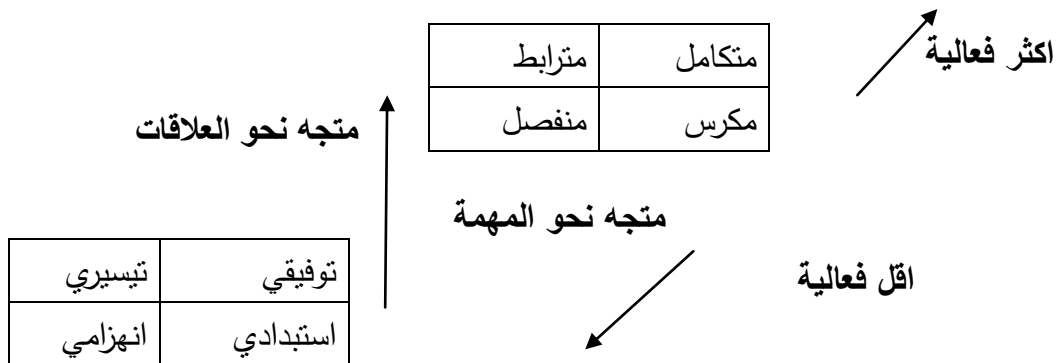 متكامل مترابط
اكثر فعالية
مكرس منفصل
متجه نحو العلاقات
متجه نحو المهمة
اقل فعالية
توفيقي تيسيري
استبدادي انهزامي